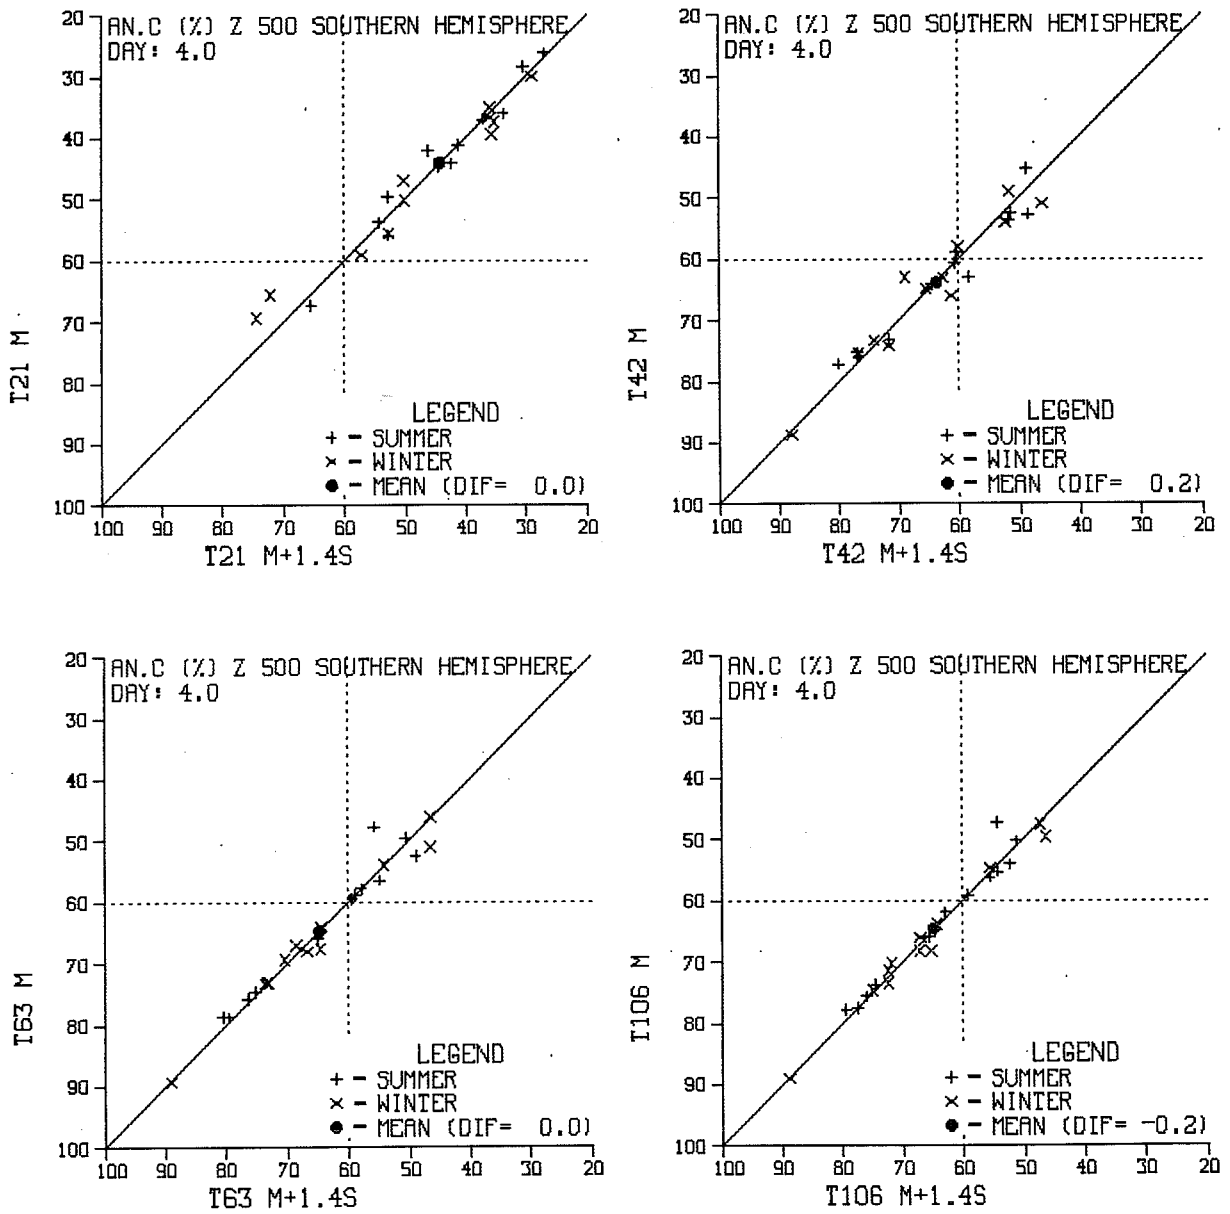 AN.C (%) Z 500 SOUTHERN HEMISPHERE
DAY: 4.0
20
30
40
50
60
70
80
90
100
T21 M
LEGEND
+ - SUMMER
× - WINTER
● - MEAN (DIF= 0.0)
100 90 80 70 60 50 40 30 20
T21 M+1.4S
AN.C (%) Z 500 SOUTHERN HEMISPHERE
DAY: 4.0
20
30
40
50
60
70
80
90
100
T42 M
LEGEND
+ - SUMMER
× - WINTER
● - MEAN (DIF= 0.2)
100 90 80 70 60 50 40 30 20
T42 M+1.4S
AN.C (%) Z 500 SOUTHERN HEMISPHERE
DAY: 4.0
20
30
40
50
60
70
80
90
100
T63 M
LEGEND
+ - SUMMER
× - WINTER
● - MEAN (DIF= 0.0)
100 90 80 70 60 50 40 30 20
T63 M+1.4S
AN.C (%) Z 500 SOUTHERN HEMISPHERE
DAY: 4.0
20
30
40
50
60
70
80
90
100
T106 M
LEGEND
+ - SUMMER
× - WINTER
● - MEAN (DIF= -0.2)
100 90 80 70 60 50 40 30 20
T106 M+1.4S